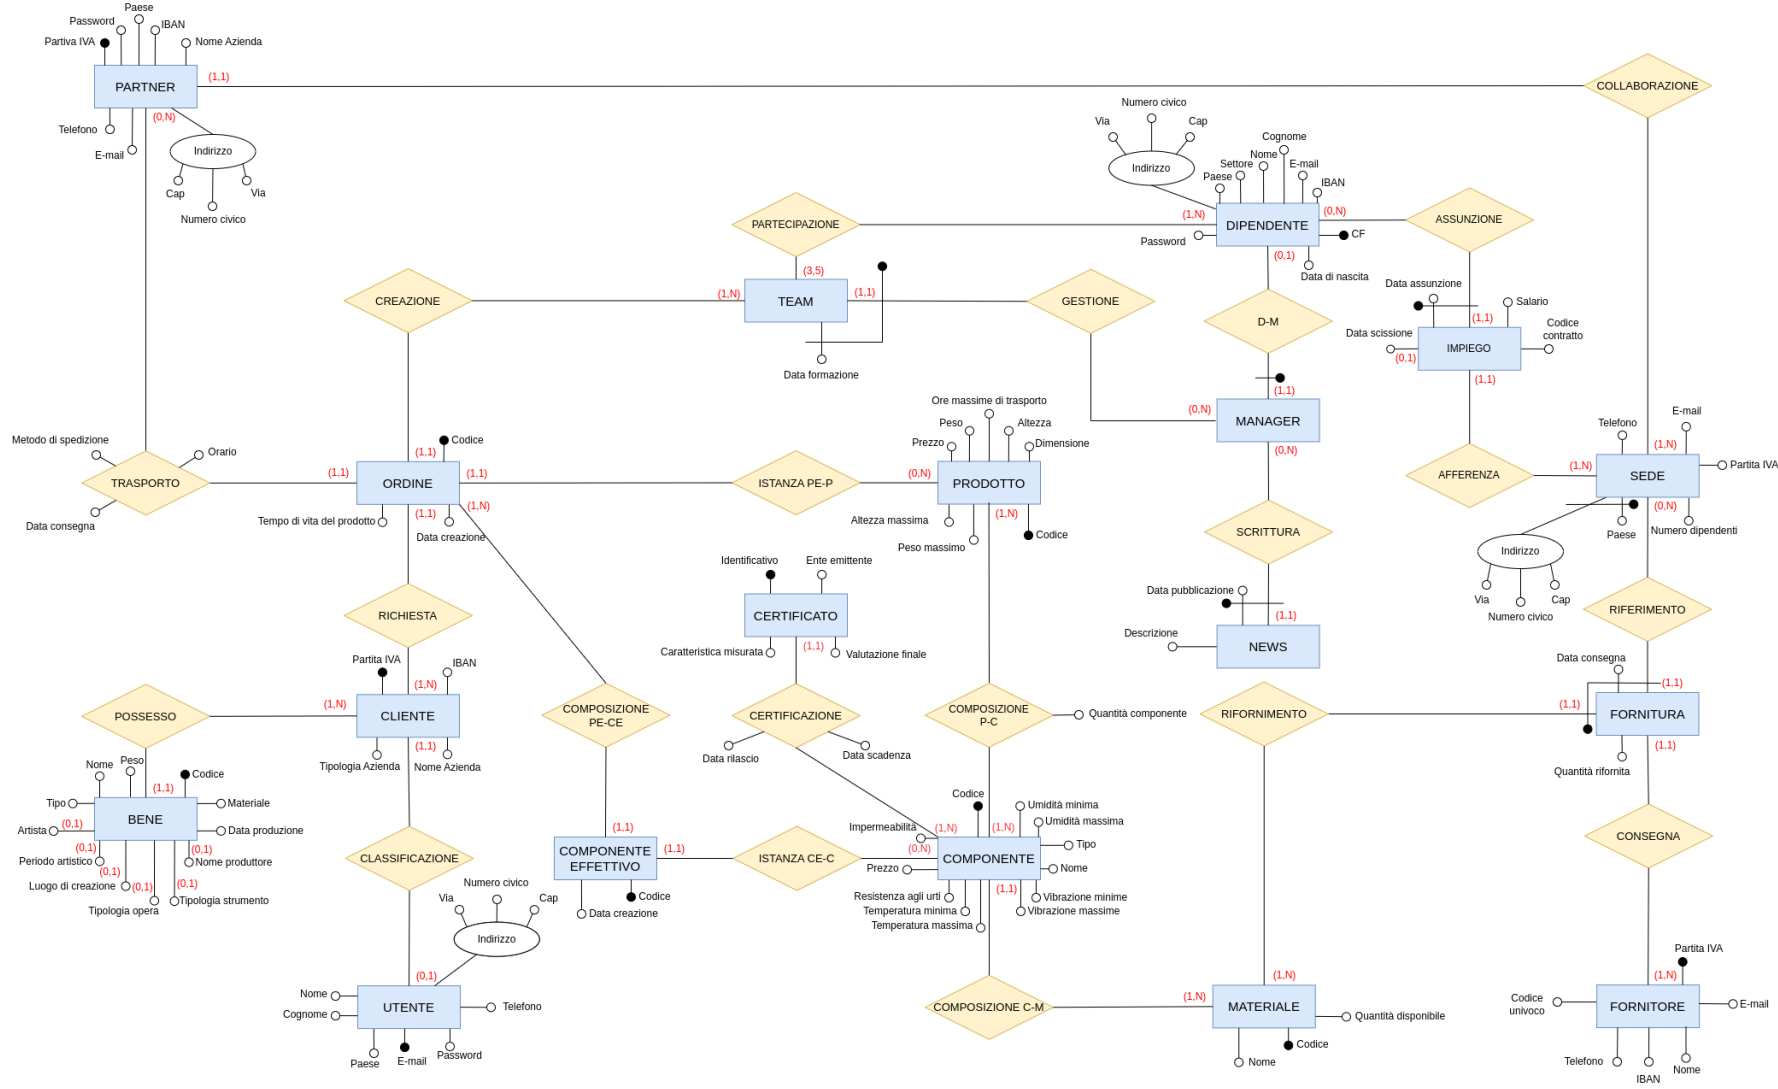 Paese
Password
IBAN
Partiva IVA
Nome Azienda
PARTNER
(1,1)
(0,N)
Telefono
E-mail
Indirizzo
Cap
Via
Numero civico
COLLABORAZIONE
Numero civico
Via
Cap
Indirizzo
Cognome
Nome
Settore
E-mail
Paese
IBAN
(1,N)
DIPENDENTE
(0,N)
CF
Password
(0,1)
Data di nascita
ASSUNZIONE
PARTECIPAZIONE
(3,5)
CREAZIONE
(1,N)
TEAM
(1,1)
GESTIONE
Data formazione
D-M
Data assunzione
Salario
(1,1)
Data scissione
(0,1)
IMPIEGO
Codice
contratto
(1,1)
(1,1)
(0,N)
MANAGER
(0,N)
Metodo di spedizione
Orario
TRASPORTO
Data consegna
(1,1)
(1,1)
Codice
ORDINE
(1,1)
(1,N)
Tempo di vita del prodotto
(1,1)
Data creazione
ISTANZA PE-P
Ore massime di trasporto
Peso
Altezza
Prezzo
Dimensione
(0,N)
PRODOTTO
(1,N)
Altezza massima
Codice
Peso massimo
AFFERENZA
(1,N)
Telefono
E-mail
(1,N)
SEDE
Partita IVA
(0,N)
Paese
Numero dipendenti
Indirizzo
Via
Cap
Numero civico
SCRITTURA
Identificativo
Ente emittente
CERTIFICATO
(1,1)
Caratteristica misurata
Valutazione finale
Data pubblicazione
(1,1)
Descrizione
NEWS
RIFERIMENTO
RICHIESTA
Partita IVA
IBAN
(1,N)
(1,N)
CLIENTE
(1,1)
Tipologia Azienda
Nome Azienda
POSSESSO
COMPOSIZIONE
PE-CE
CERTIFICAZIONE
Data rilascio
Data scadenza
COMPOSIZIONE
P-C
Quantità componente
RIFORNIMENTO
Data consegna
(1,1)
(1,1)
FORNITURA
(1,1)
Quantità rifornita
Nome
Peso
Codice
(1,1)
Tipo
BENE
Materiale
Artista
(0,1)
Data produzione
(0,1)
(0,1)
Periodo artistico
Nome produttore
(0,1)
Luogo di creazione
(0,1)
(0,1)
Tipologia opera
Tipologia strumento
CLASSIFICAZIONE
(1,1)
COMPONENTE
EFFETTIVO
(1,1)
Codice
Data creazione
ISTANZA CE-C
Codice
Umidità minima
Impermeabilità
(1,N)
(1,N)
Umidità massima
(0,N)
Tipo
COMPONENTE
Prezzo
Nome
(1,1)
Resistenza agli urti
Vibrazione minime
Temperatura minima
Vibrazione massime
Temperatura massima
CONSEGNA
Numero civico
Via
Cap
Indirizzo
(0,1)
Nome
Cognome
UTENTE
Telefono
Paese
E-mail
Password
COMPOSIZIONE C-M
(1,N)
(1,N)
MATERIALE
Quantità disponibile
Codice
Nome
Partita IVA
(1,N)
Codice
univoco
FORNITORE
E-mail
Telefono
IBAN
Nome